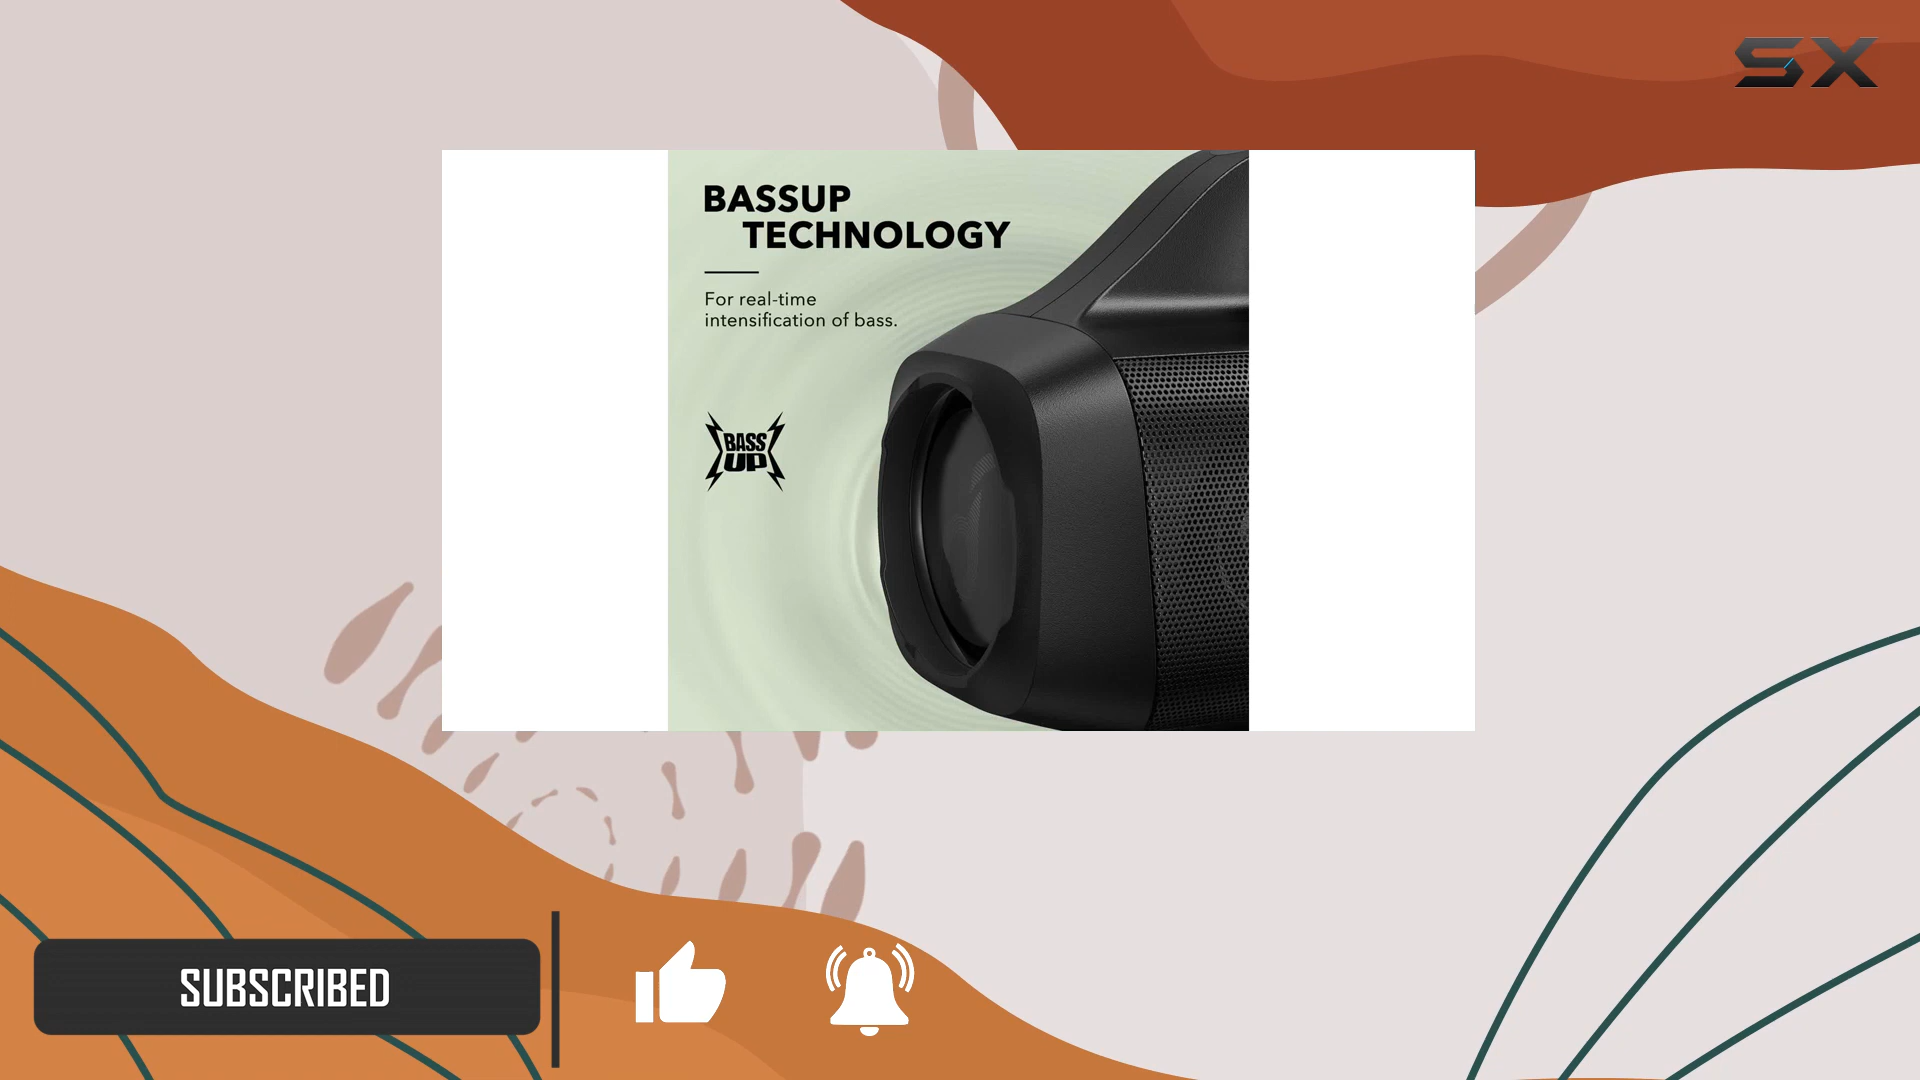 SX
BASSUP
TECHNOLOGY
For real-time
intensification of bass.
BASS
UP
SUBSCRIBED